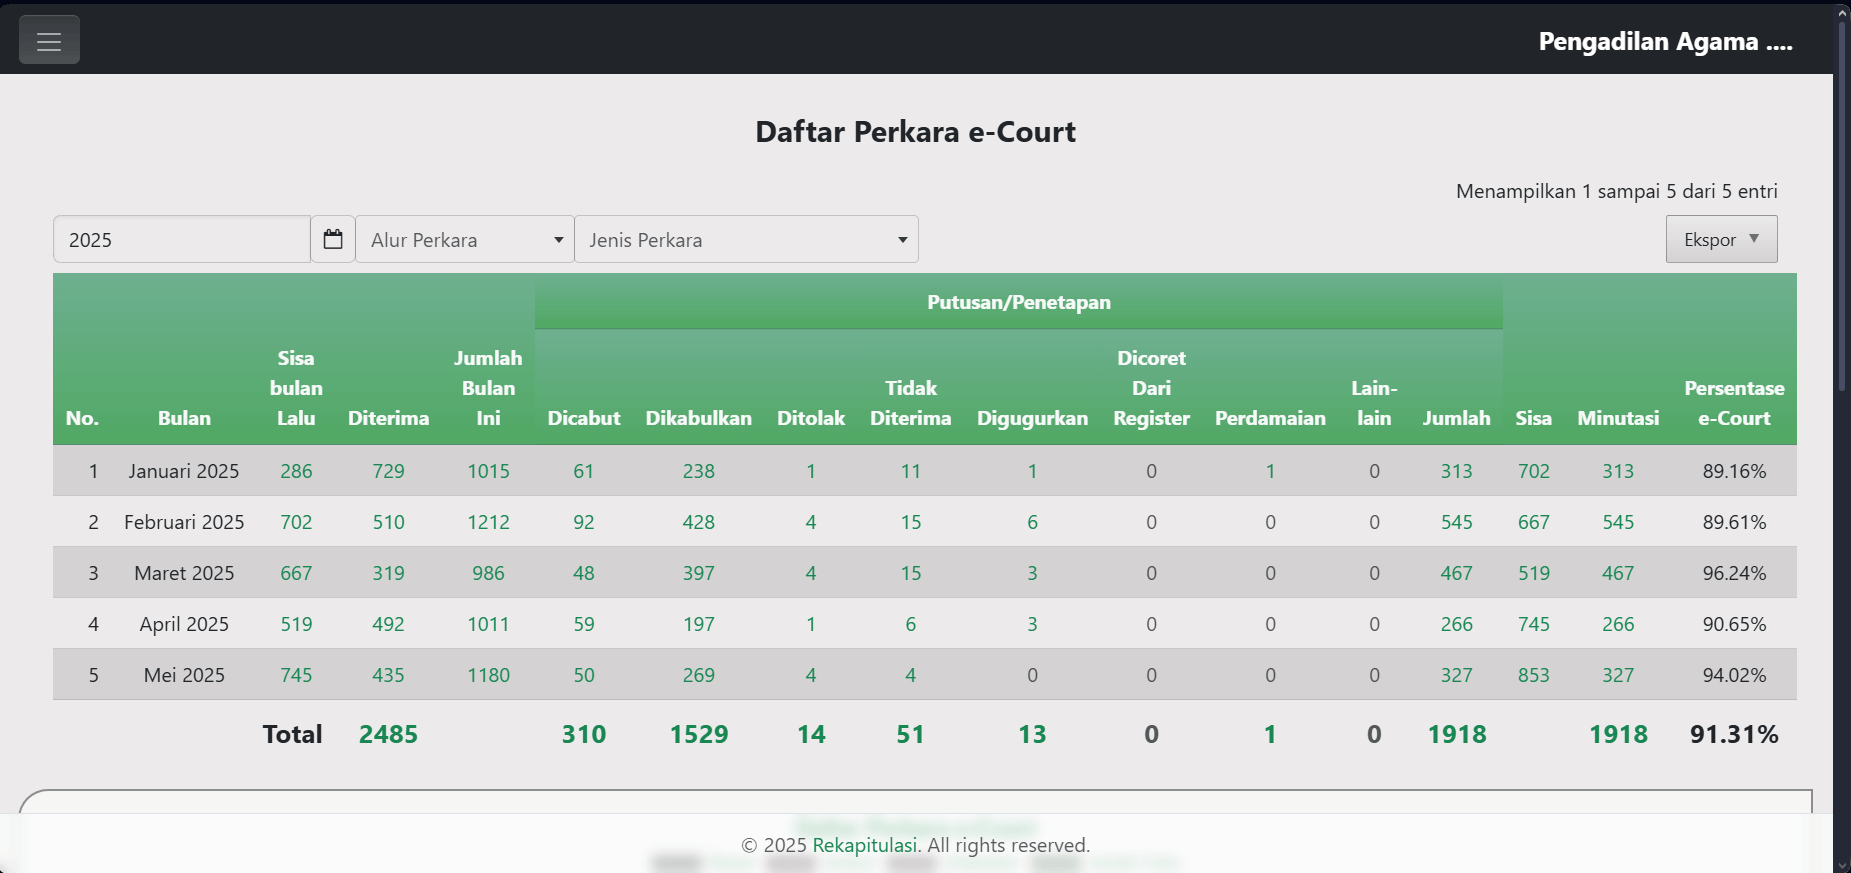 Pengadilan Agama ....
Daftar Perkara e-Court
Menampilkan 1 sampai 5 dari 5 entri
2025 Alur Perkara Jenis Perkara Ekspor
Putusan/Penetapan
No. Bulan Sisa bulan Lalu Diterima Jumlah Bulan Ini Dicabut Dikabulkan Ditolak Tidak Diterima Digugurkan Dicoret Dari Register Perdamaian Lain-lain Jumlah Sisa Minutasi Persentase e-Court
1 Januari 2025 286 729 1015 61 238 1 11 1 0 1 0 313 702 313 89.16%
2 Februari 2025 702 510 1212 92 428 4 15 6 0 0 0 545 667 545 89.61%
3 Maret 2025 667 319 986 48 397 4 15 3 0 0 0 467 519 467 96.24%
4 April 2025 519 492 1011 59 197 1 6 3 0 0 0 266 745 266 90.65%
5 Mei 2025 745 435 1180 50 269 4 4 0 0 0 0 327 853 327 94.02%
Total 2485 310 1529 14 51 13 0 1 0 1918 1918 91.31%
© 2025 Rekapitulasi. All rights reserved.